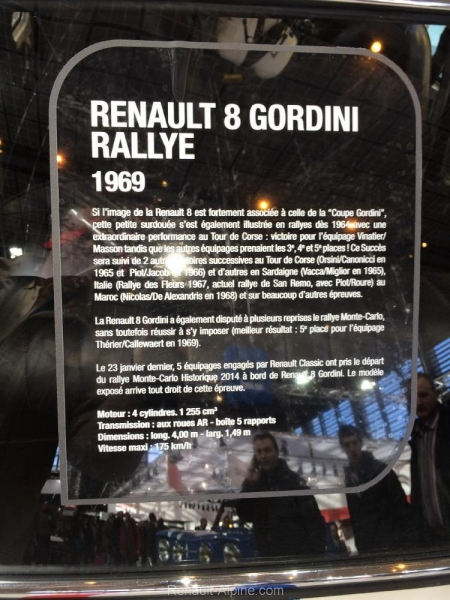 RENAULT 8 GORDINI
RALLYE
1969
Si l'image de la Renault 8 est fortement associée à celle de la "Coupe Gordini",
cette petite surdouée s'est également illustrée en rallyes dès 1964 avec une
extraordinaire performance au Tour de Corse : victoire pour l'équipage Vinatier/
Masson tandis que les autres équipages prenaient les 3e, 4e et 5e places ! Ce Succès
sera suivi de 2 autres victoires successives au Tour de Corse (Orsini/Canonicci en
1965 et Piot/Jacob en 1966) et d'autres en Sardaigne (Vacca/Miglior en 1965),
Italie (Rallye des Fleurs 1967, actuel rallye de San Remo, avec Piot/Roure) au
Maroc (Nicolas/De Alexandris en 1968) et sur beaucoup d'autres épreuves.
La Renault 8 Gordini a également disputé à plusieurs reprises le rallye Monte-Carlo,
sans toutefois réussir à s'y imposer (meilleur résultat : 5e place pour l'équipage
Thérier/Callewaert en 1969).
Le 23 janvier dernier, 5 équipages engagés par Renault Classic ont pris le départ
du rallye Monte-Carlo Historique 2014 à bord de Renault 8 Gordini. Le modèle
exposé arrive tout droit de cette épreuve.
Moteur : 4 cylindres. 1 255 cm³
Transmission : aux roues AR - boîte 5 rapports
Dimensions : long. 4,00 m - larg. 1,49 m
Vitesse maxi : 175 km/h
Renault-Alpine.com